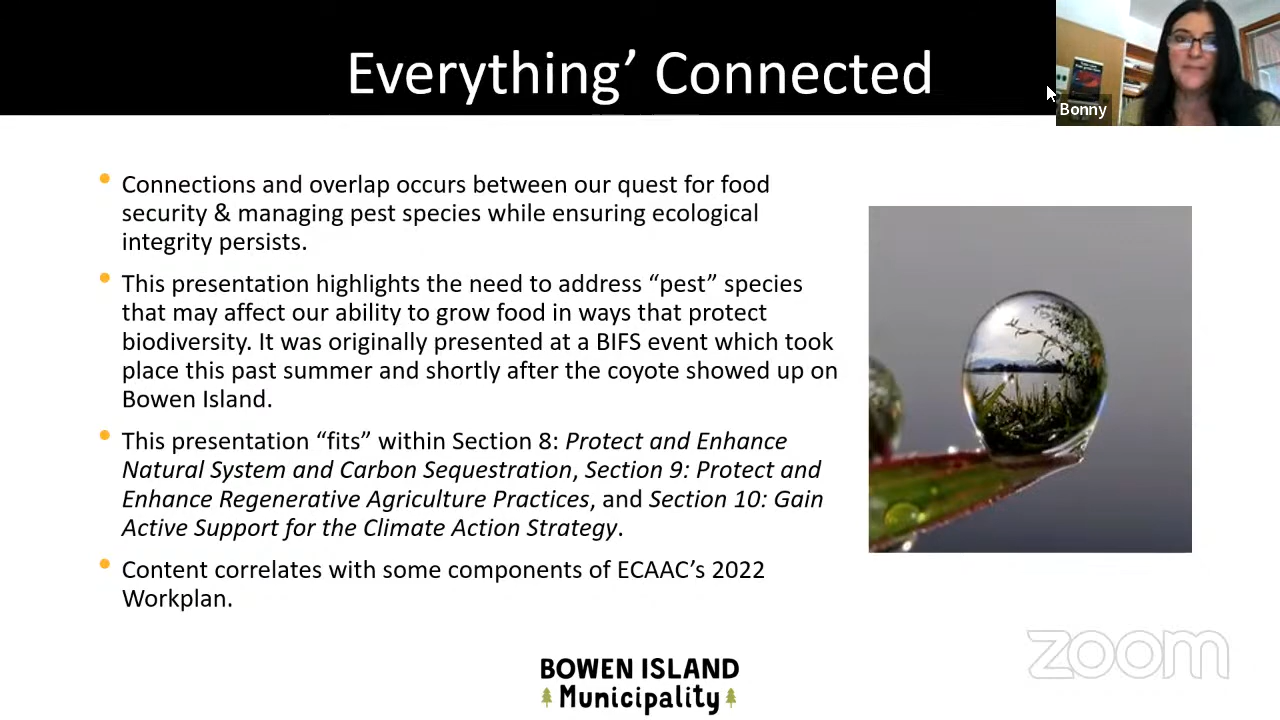 Everything’ Connected
Bonny
• Connections and overlap occurs between our quest for food
security & managing pest species while ensuring ecological
integrity persists.
• This presentation highlights the need to address “pest” species
that may affect our ability to grow food in ways that protect
biodiversity. It was originally presented at a BIFS event which took
place this past summer and shortly after the coyote showed up on
Bowen Island.
• This presentation “fits” within Section 8: Protect and Enhance
Natural System and Carbon Sequestration, Section 9: Protect and
Enhance Regenerative Agriculture Practices, and Section 10: Gain
Active Support for the Climate Action Strategy.
• Content correlates with some components of ECAAC’s 2022
Workplan.
zoom
BOWEN ISLAND
Municipality